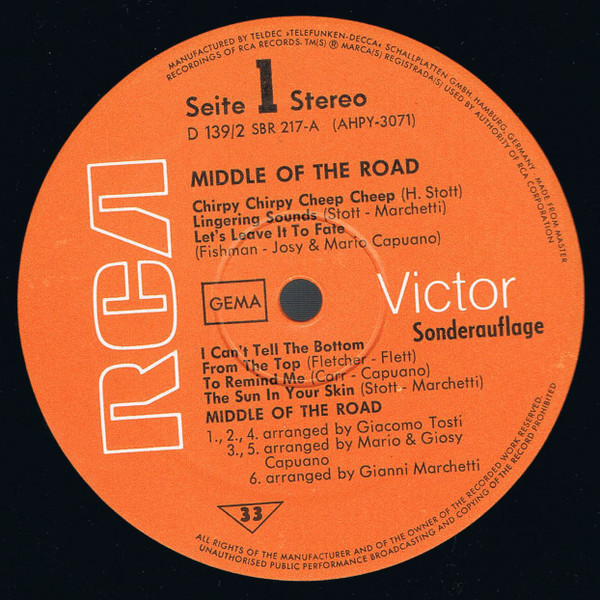 MANUFACTURED BY TELDEC »TELEFUNKEN-DECCA« SCHALLPLATTEN GMBH, HAMBURG, GERMANY. MADE FROM MASTER
RECORDINGS OF RCA RECORDS. TM(S) ® MARCA(S) REGISTRADA(S) USED BY AUTHORITY OF RCA CORPORATION
Seite 1 Stereo
D 139/2 SBR 217-A (AHPY-3071)
RCA
MIDDLE OF THE ROAD
Chirpy Chirpy Cheep Cheep (H. Stott)
Lingering Sounds (Stott - Marchetti)
Let's Leave It To Fate
(Fishman - Josy & Mario Capuano)
GEMA
Victor
Sonderauflage
I Can't Tell The Bottom
From The Top (Fletcher - Flett)
To Remind Me (Carr - Capuano)
The Sun In Your Skin (Stott - Marchetti)
MIDDLE OF THE ROAD
1., 2., 4. arranged by Giacomo Tosti
3., 5. arranged by Mario & Giosy
Capuano
6. arranged by Gianni Marchetti
33
ALL RIGHTS OF THE MANUFACTURER AND OF THE OWNER OF THE RECORDED WORK RESERVED.
UNAUTHORISED PUBLIC PERFORMANCE BROADCASTING AND COPYING OF THE RECORD PROHIBITED